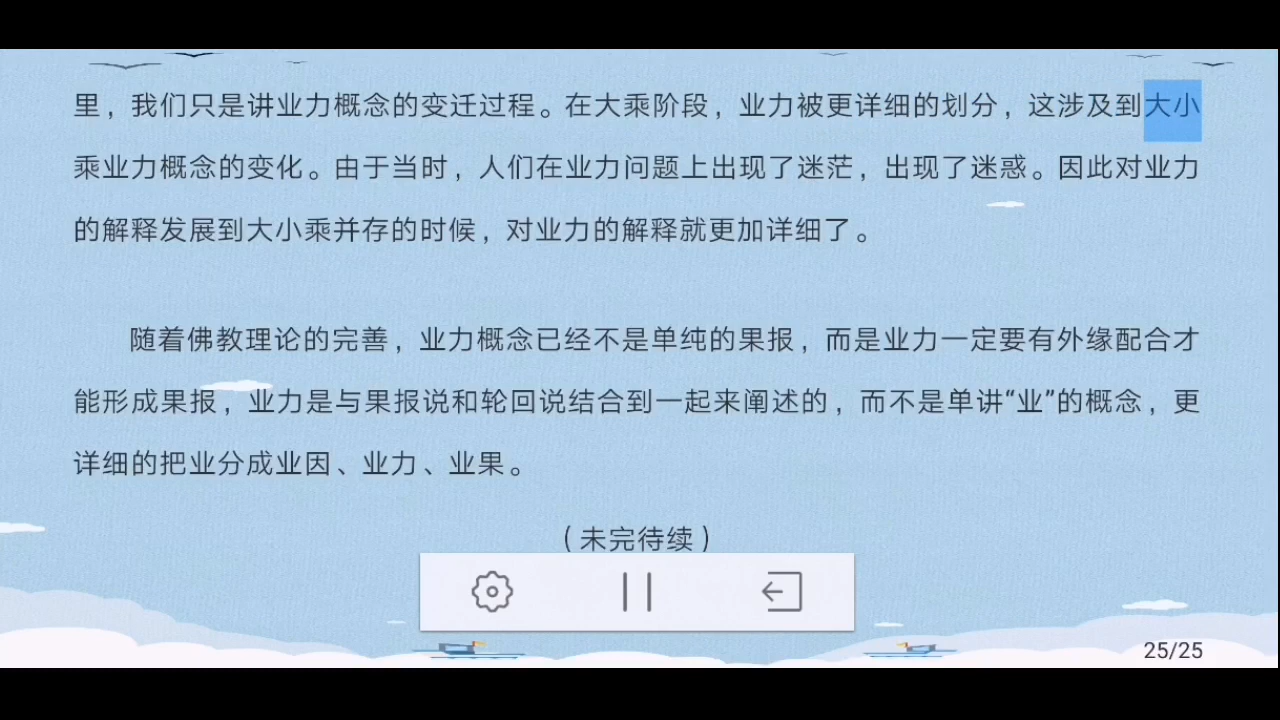 里，我们只是讲业力概念的变迁过程。在大乘阶段，业力被更详细的划分，这涉及到大小
乘业力概念的变化。由于当时，人们在业力问题上出现了迷茫，出现了迷惑。因此对业力
的解释发展到大小乘并存的时候，对业力的解释就更加详细了。
随着佛教理论的完善，业力概念已经不是单纯的果报，而是业力一定要有外缘配合才
能形成果报，业力是与果报说和轮回说结合到一起来阐述的，而不是单讲“业”的概念，更
详细的把业分成业因、业力、业果。
（未完待续）
25/25